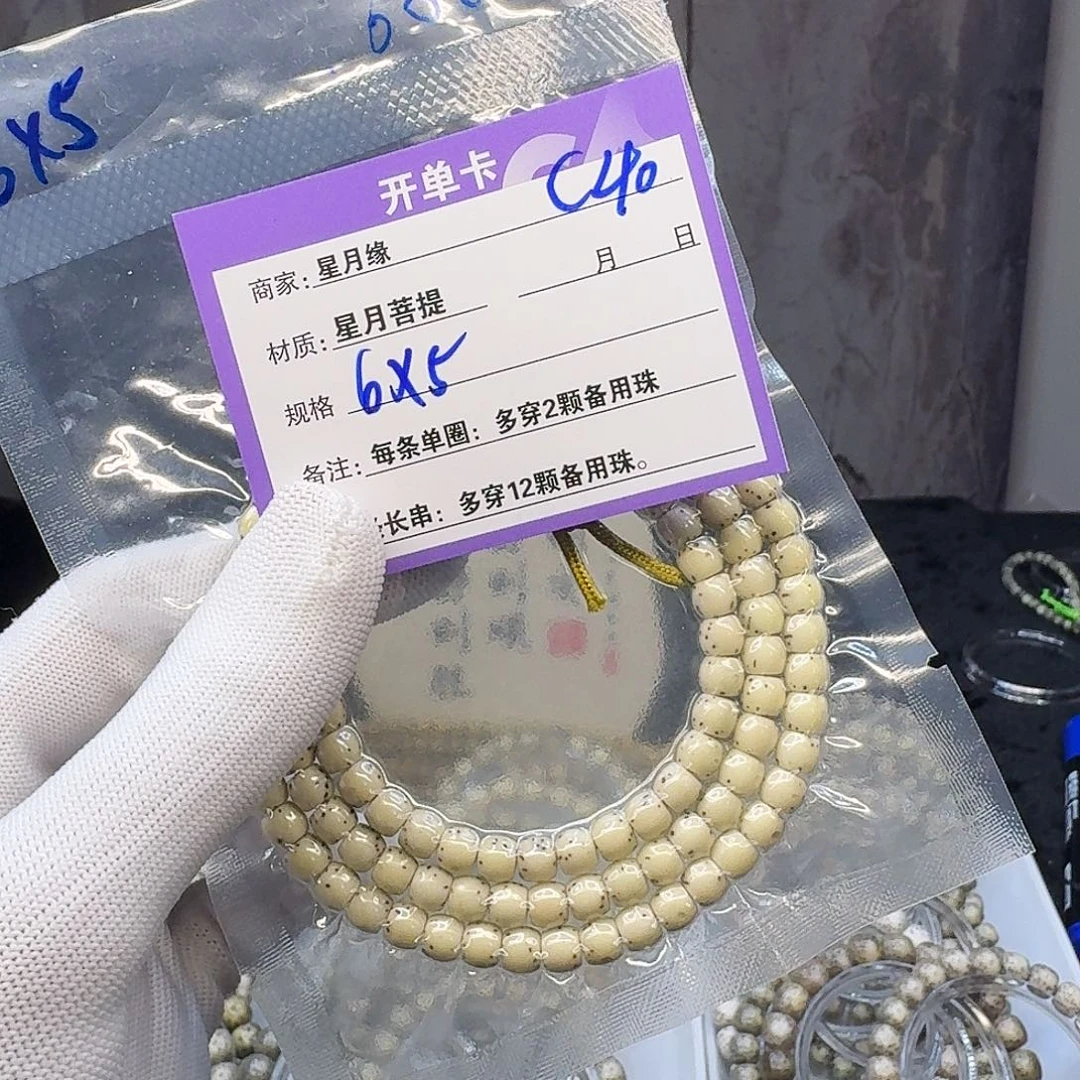 6X5
开单卡
C40
商家：星月缘
月 日
材质：星月菩提
规格 6X5
备注：每条单圈：多穿2颗备用珠
长串：多穿12颗备用珠。